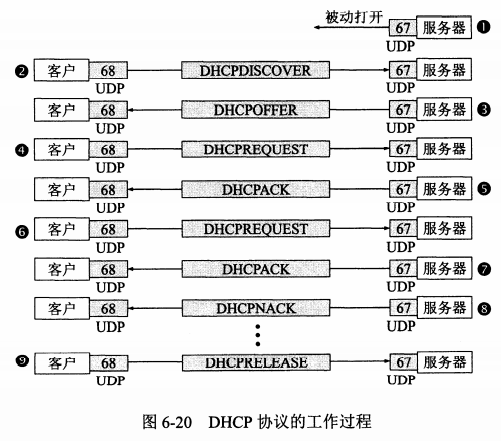 被动打开 67 服务器 ❶
UDP
❷ 客户 68 DHCPDISCOVER 67 服务器
UDP UDP
客户 68 DHCPOFFER 67 服务器 ❸
UDP UDP
❹ 客户 68 DHCPREQUEST 67 服务器
UDP UDP
客户 68 DHCPACK 67 服务器 ❺
UDP UDP
❻ 客户 68 DHCPREQUEST 67 服务器
UDP UDP
客户 68 DHCPACK 67 服务器 ❼
UDP UDP
客户 68 DHCPNACK 67 服务器 ❽
UDP UDP
❾ 客户 68 DHCPRELEASE 67 服务器
UDP UDP
图 6-20 DHCP 协议的工作过程